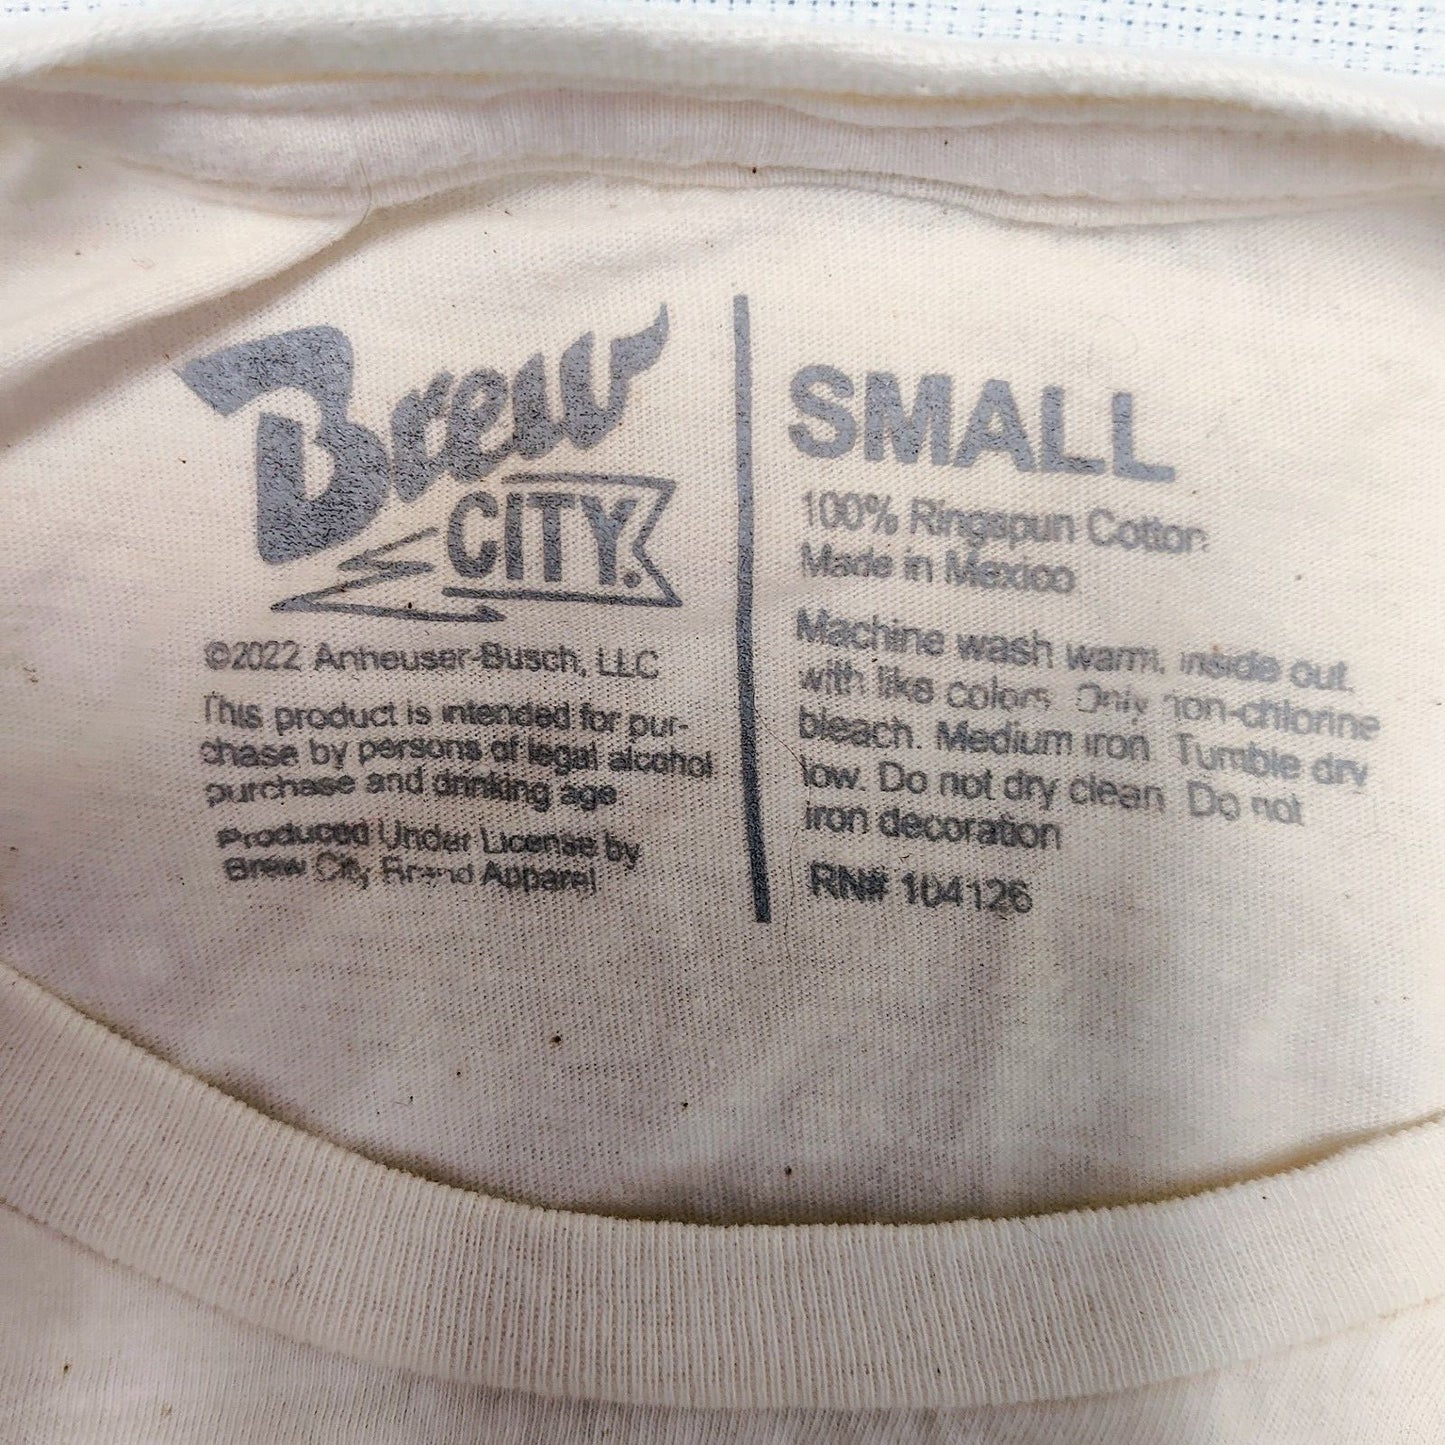 Brew
CITY.
©2022 Anheuser-Busch, LLC
This product is intended for pur-
chase by persons of legal alcohol
purchase and drinking age
Produced Under License by
Brew City Brand Apparel
SMALL
100% Ringspun Cotton
Made in Mexico
Machine wash warm, inside out,
with like colors. Only non-chlorine
bleach. Medium iron. Tumble dry
low. Do not dry clean. Do not
iron decoration
RN# 104126